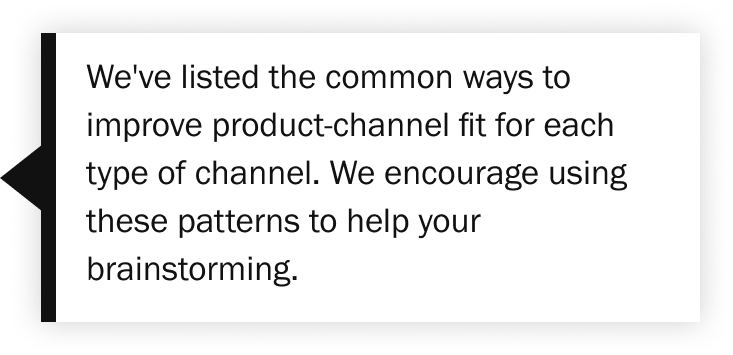 We've listed the common ways to
improve product-channel fit for each
type of channel. We encourage using
these patterns to help your
brainstorming.